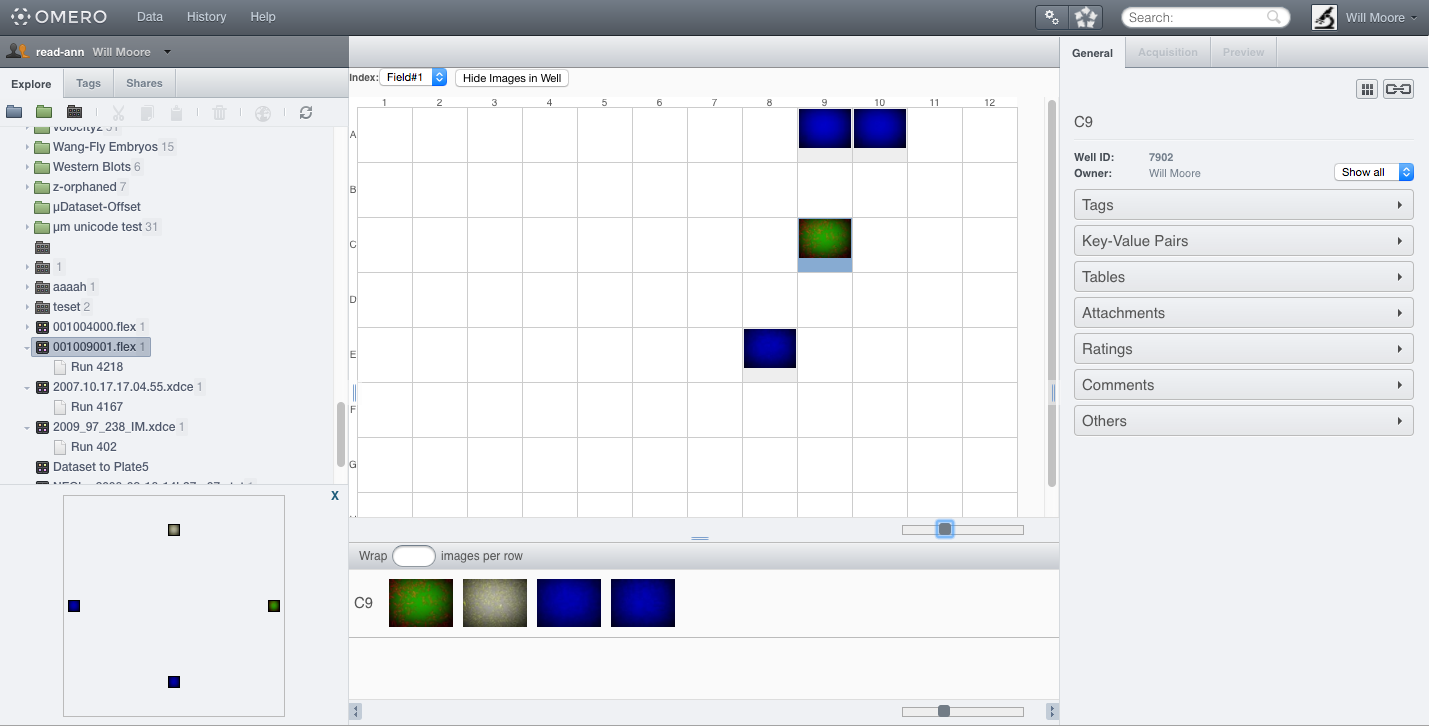 OMERO Data History Help Search: Will Moore
read-ann Will Moore
Explore Tags Shares
volocity2 51
Wang-Fly Embryos 15
Western Blots 6
z-orphaned 7
µDataset-Offset
µm unicode test 31
1
aaaah 1
teset 2
001004000.flex 1
001009001.flex 1
Run 4218
2007.10.17.17.04.55.xdce 1
Run 4167
2009_97_238_IM.xdce 1
Run 402
Dataset to Plate5
X
Index: Field#1 Hide Images in Well
1 2 3 4 5 6 7 8 9 10 11 12
A
B
C
D
E
F
G
Wrap images per row
C9
General Acquisition Preview
C9
Well ID: 7902
Owner: Will Moore
Show all
Tags
Key-Value Pairs
Tables
Attachments
Ratings
Comments
Others